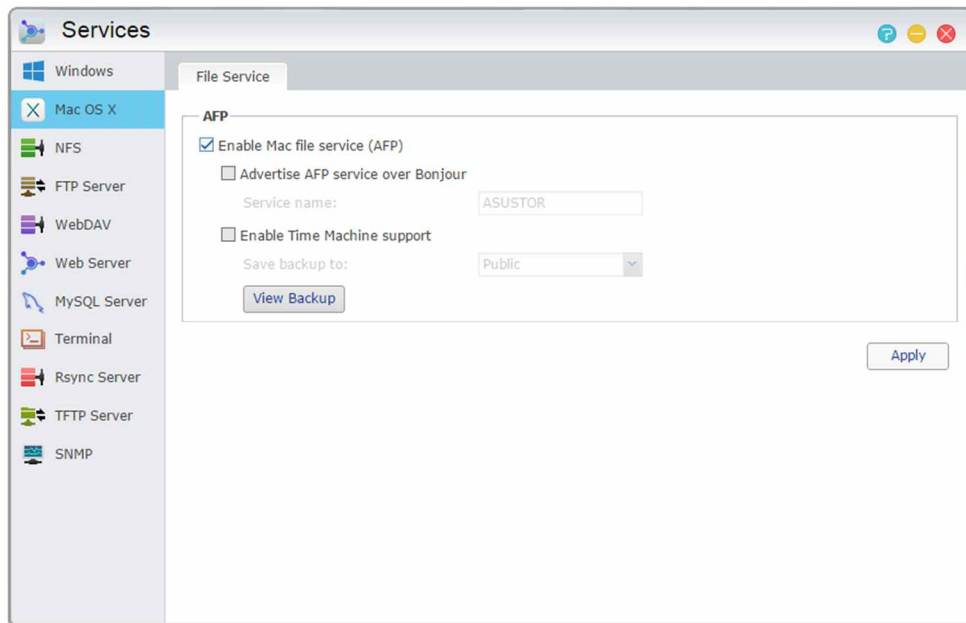 Services
Windows
Mac OS X
NFS
FTP Server
WebDAV
Web Server
MySQL Server
Terminal
Rsync Server
TFTP Server
SNMP
File Service
AFP
Enable Mac file service (AFP)
Advertise AFP service over Bonjour
Service name: ASUSTOR
Enable Time Machine support
Save backup to: Public
View Backup
Apply